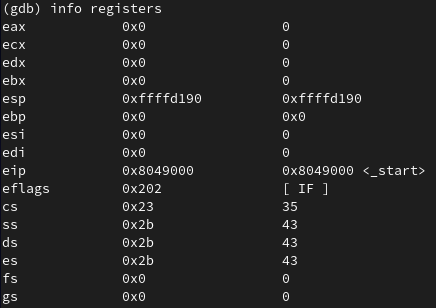 (gdb) info registers
eax 0x0 0
ecx 0x0 0
edx 0x0 0
ebx 0x0 0
esp 0xffffd190 0xffffd190
ebp 0x0 0x0
esi 0x0 0
edi 0x0 0
eip 0x8049000 0x8049000 <_start>
eflags 0x202 [ IF ]
cs 0x23 35
ss 0x2b 43
ds 0x2b 43
es 0x2b 43
fs 0x0 0
gs 0x0 0